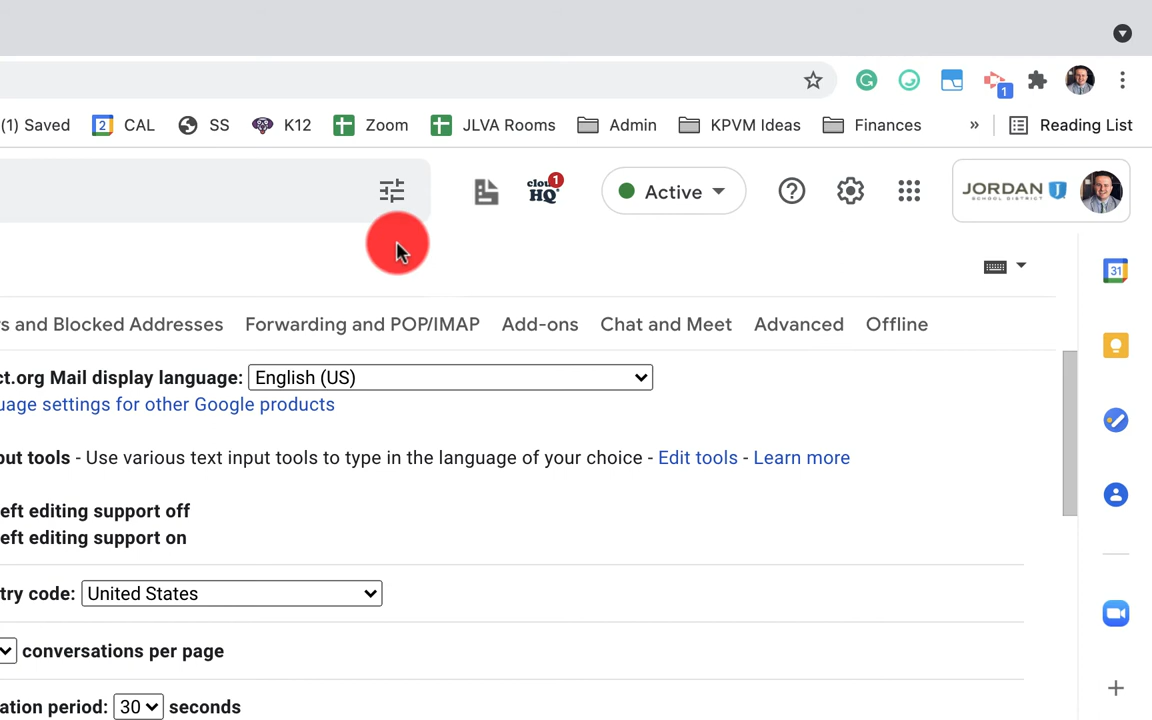 1
(1) Saved 2 CAL SS K12 Zoom JLVA Rooms Admin KPVM Ideas Finances » Reading List
cloud HQ 1 Active JORDAN
SCHOOL DISTRICT
31
s and Blocked Addresses Forwarding and POP/IMAP Add-ons Chat and Meet Advanced Offline
ct.org Mail display language: English (US)
uage settings for other Google products
put tools - Use various text input tools to type in the language of your choice - Edit tools - Learn more
eft editing support off
eft editing support on
try code: United States
conversations per page
ation period: 30 seconds